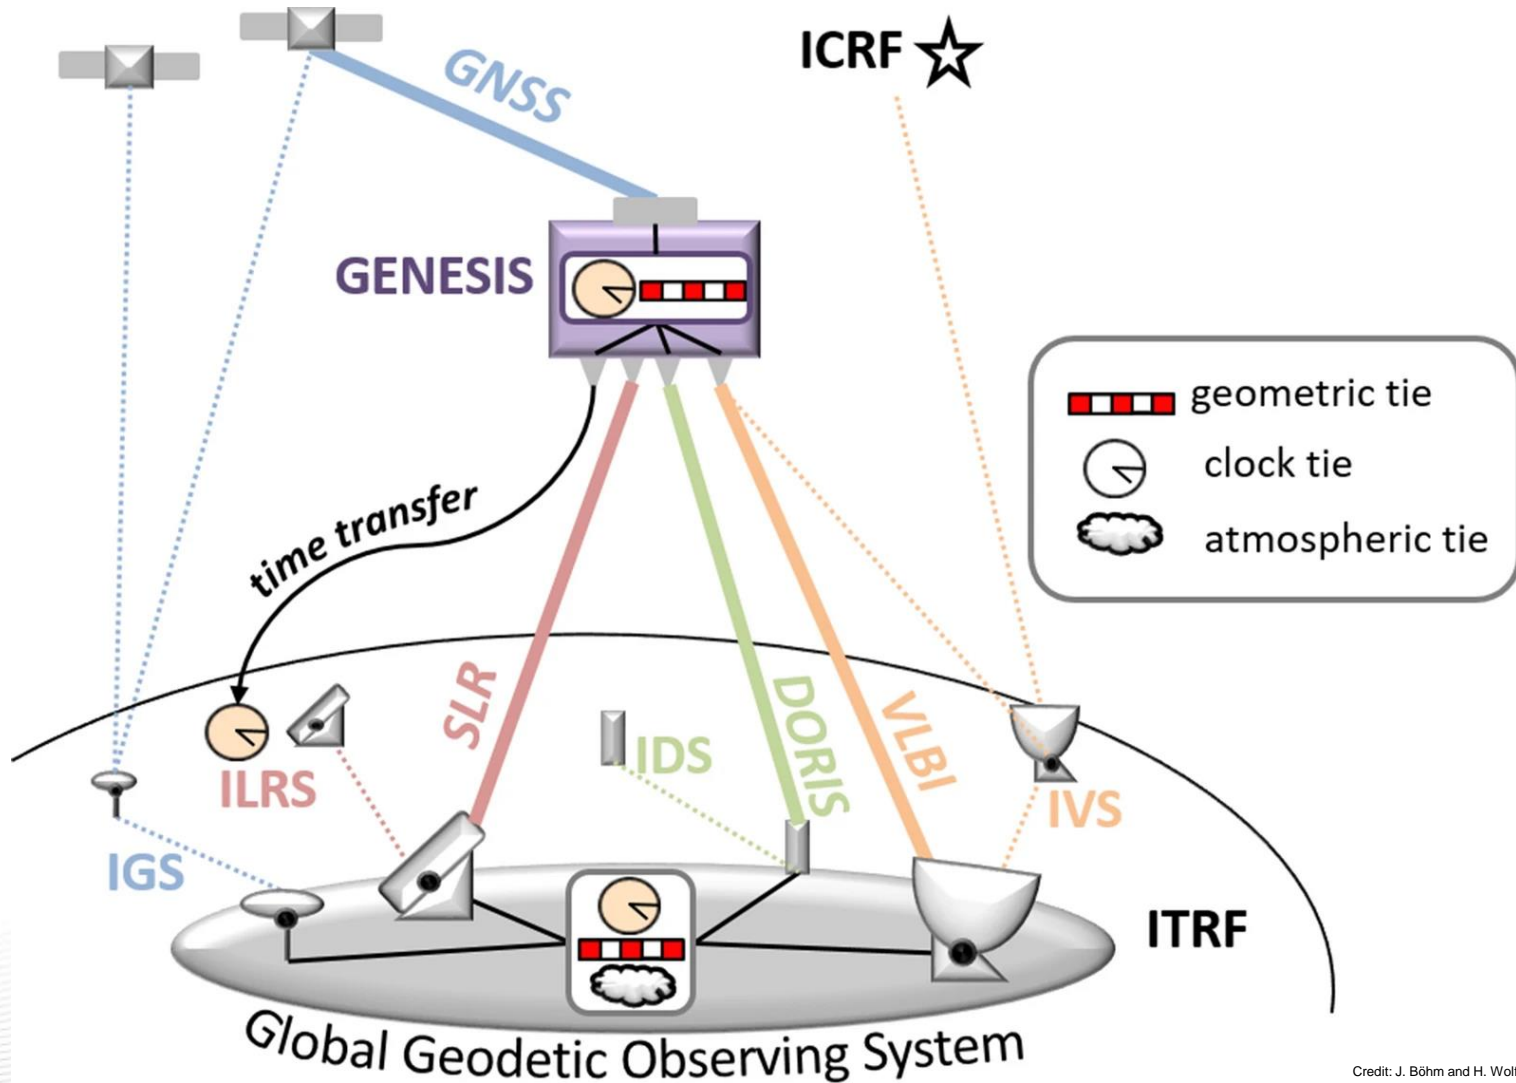 ICRF
GNSS
GENESIS
geometric tie
clock tie
atmospheric tie
time transfer
SLR
DORIS
VLBI
IDS
ILRS
IVS
IGS
ITRF
Global Geodetic Observing System
Credit: J. Böhm and H. Wolf